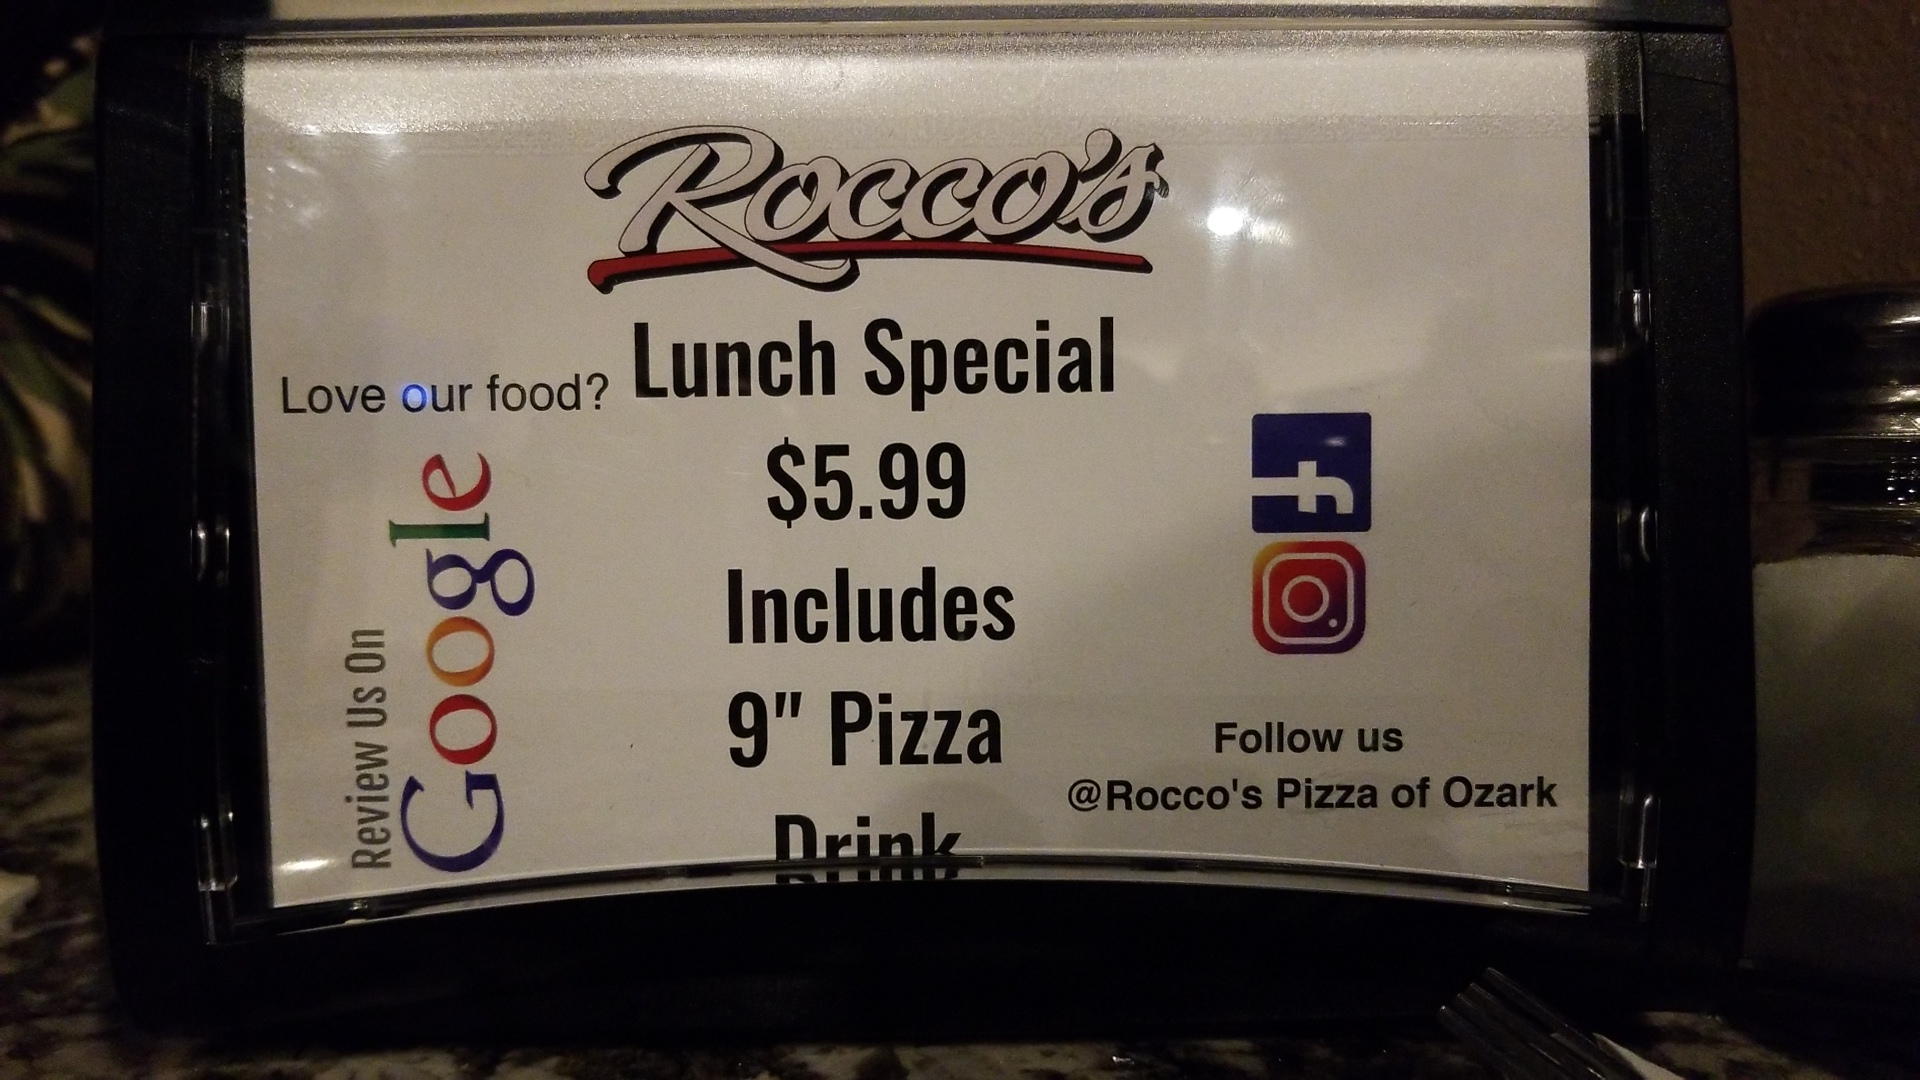 Rocco's
Lunch Special
$5.99
Includes
9" Pizza
Drink
Love our food?
Review Us On
Google
f
Follow us
@Rocco's Pizza of Ozark